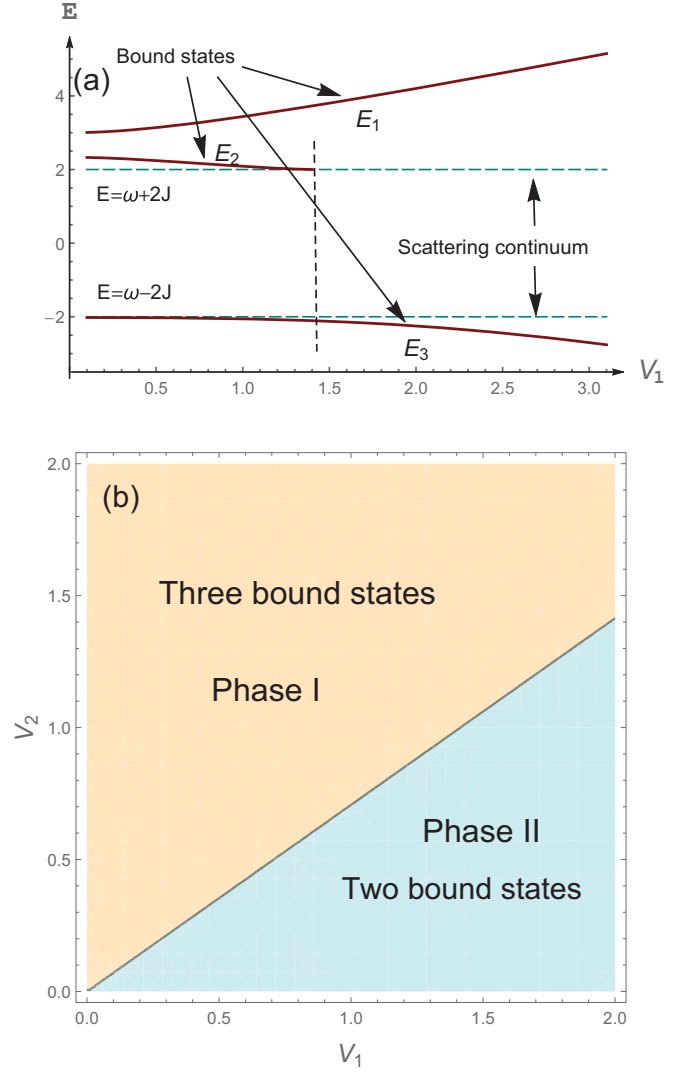 E
(a)
Bound states
4
E₁
E₂
2
E=ω+2J
0
Scattering continuum
E=ω−2J
−2
E₃
0.5 1.0 1.5 2.0 2.5 3.0
V₁
2.0
(b)
Three bound states
1.5
Phase I
V₂
1.0
Phase II
0.5
Two bound states
0.0
0.0 0.5 1.0 1.5 2.0
V₁